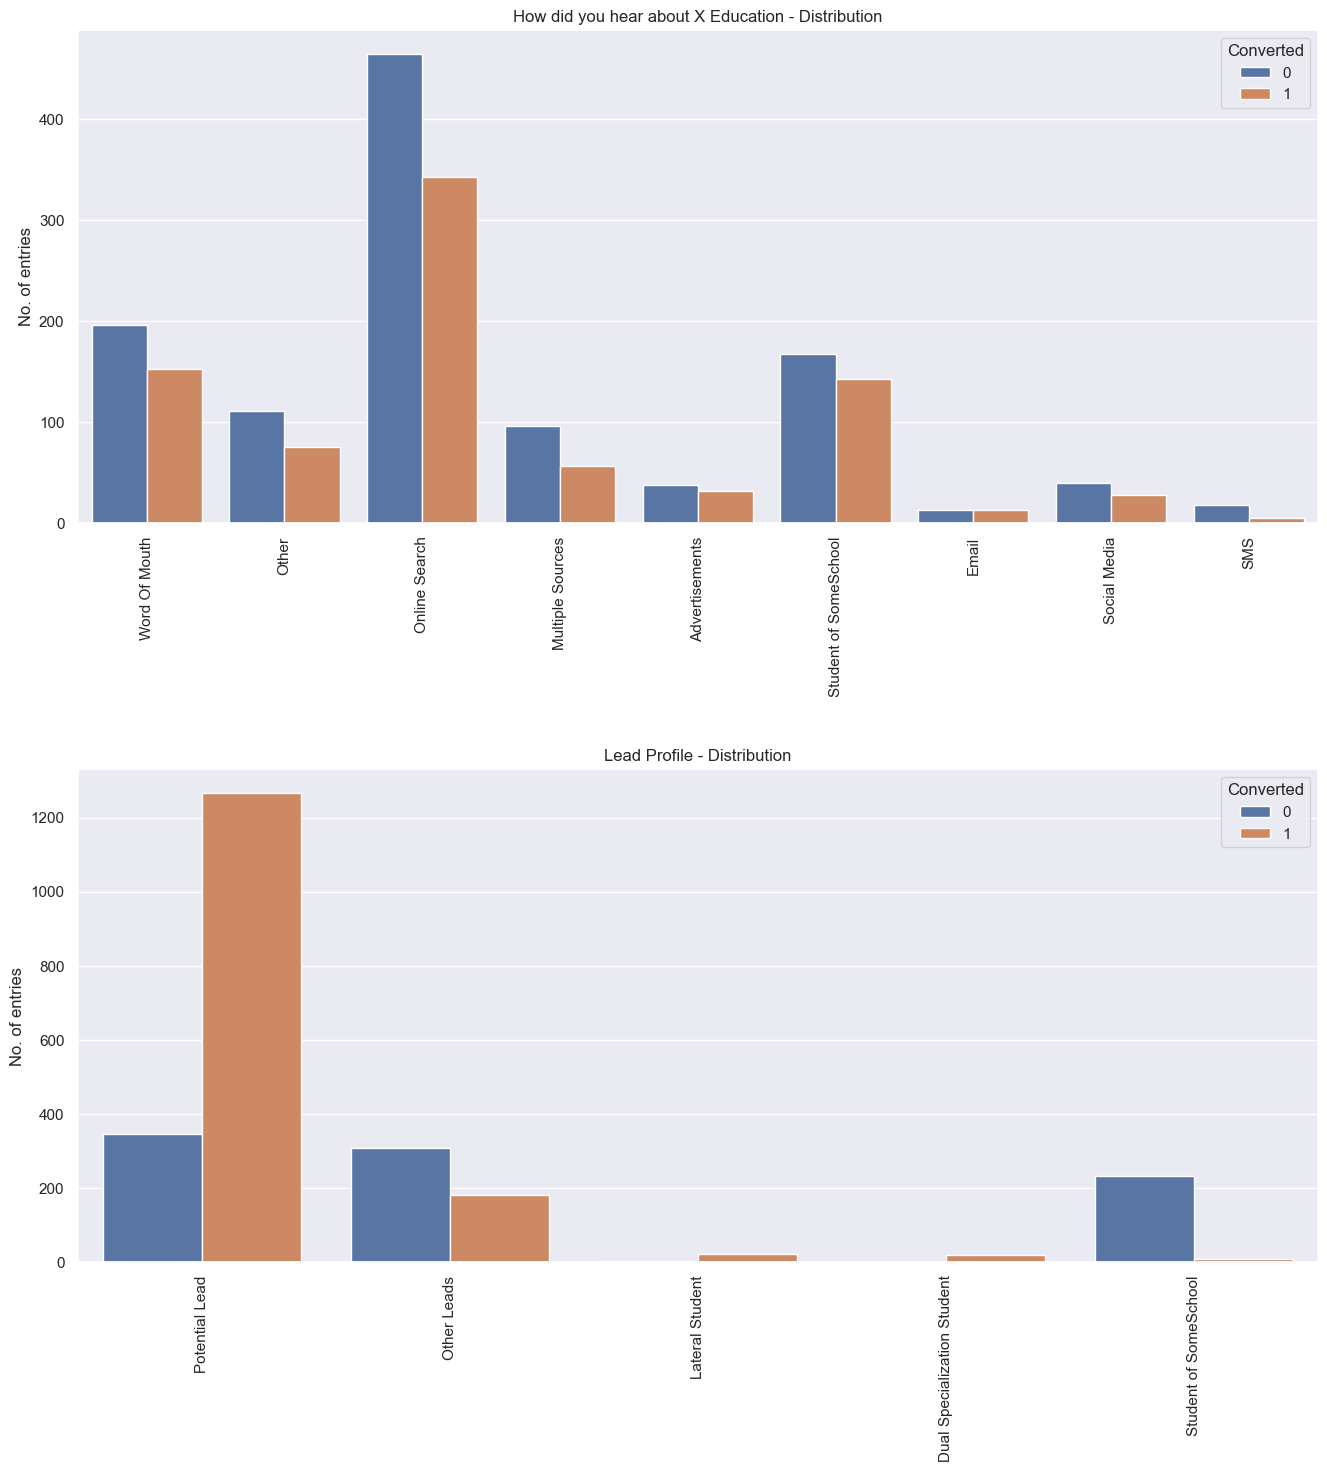 How did you hear about X Education - Distribution
Converted
0
1
No. of entries
400
300
200
100
0
Word Of Mouth
Other
Online Search
Multiple Sources
Advertisements
Student of SomeSchool
Email
Social Media
SMS
Lead Profile - Distribution
Converted
0
1
No. of entries
1200
1000
800
600
400
200
0
Potential Lead
Other Leads
Lateral Student
Dual Specialization Student
Student of SomeSchool